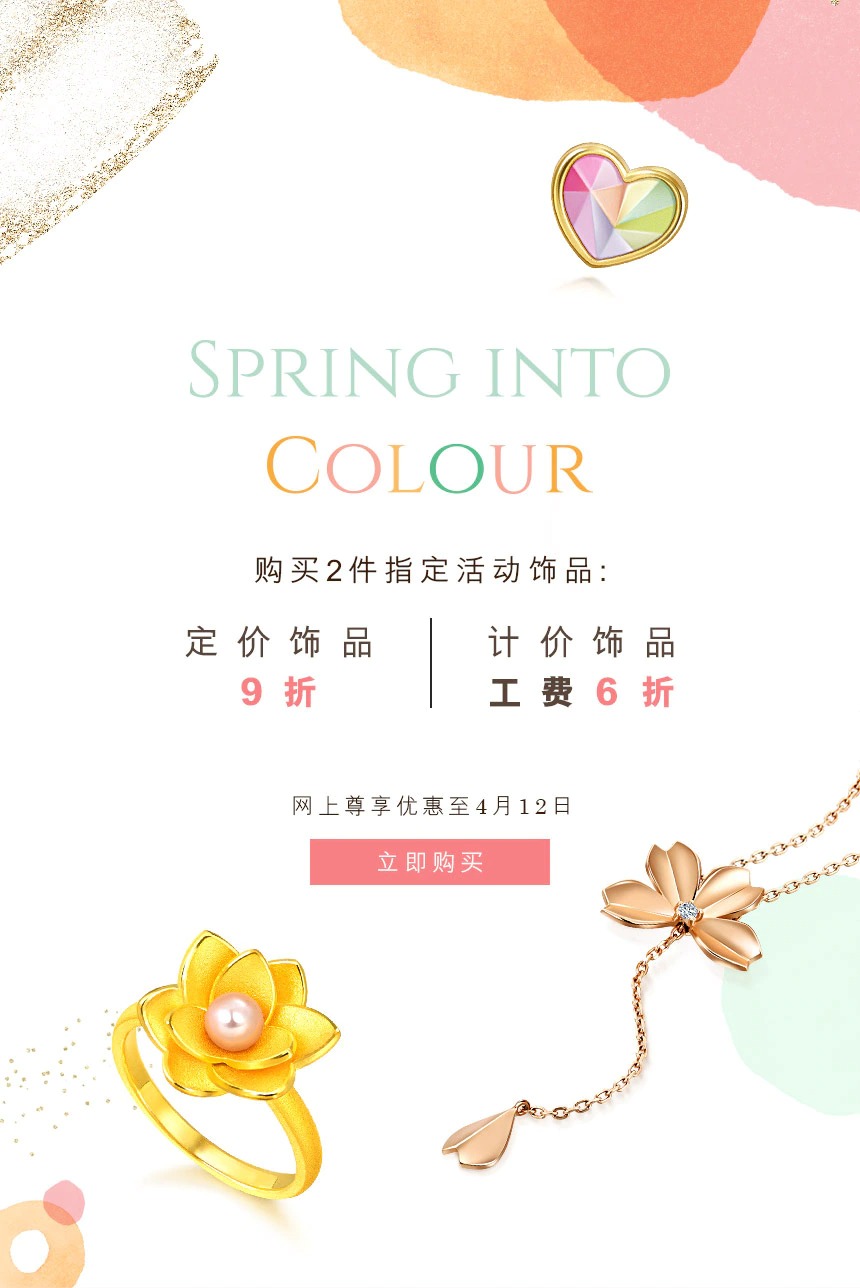 SPRING INTO
COLOUR
购买2件指定活动饰品:
定价饰品
9折
计价饰品
工费6折
网上尊享优惠至4月12日
立即购买